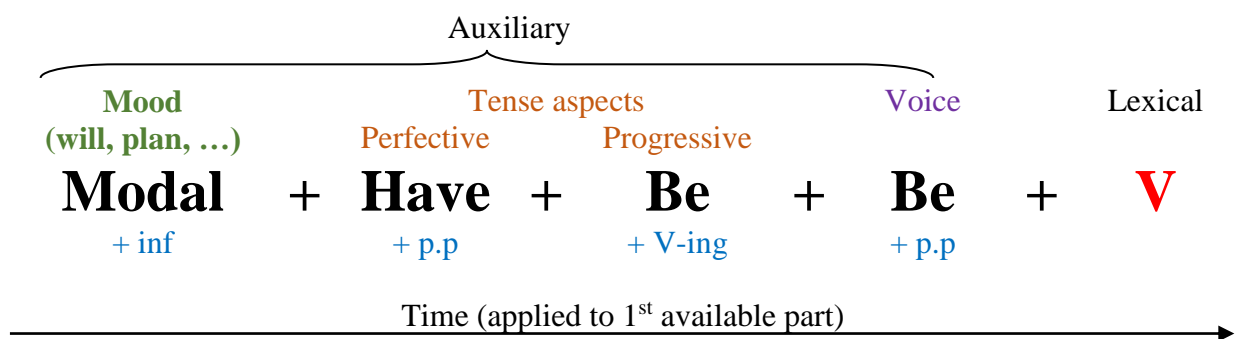 Auxiliary
Mood Tense aspects Voice Lexical
(will, plan, …) Perfective Progressive
Modal + Have + Be + Be + V
+ inf + p.p + V-ing + p.p
Time (applied to 1st available part)